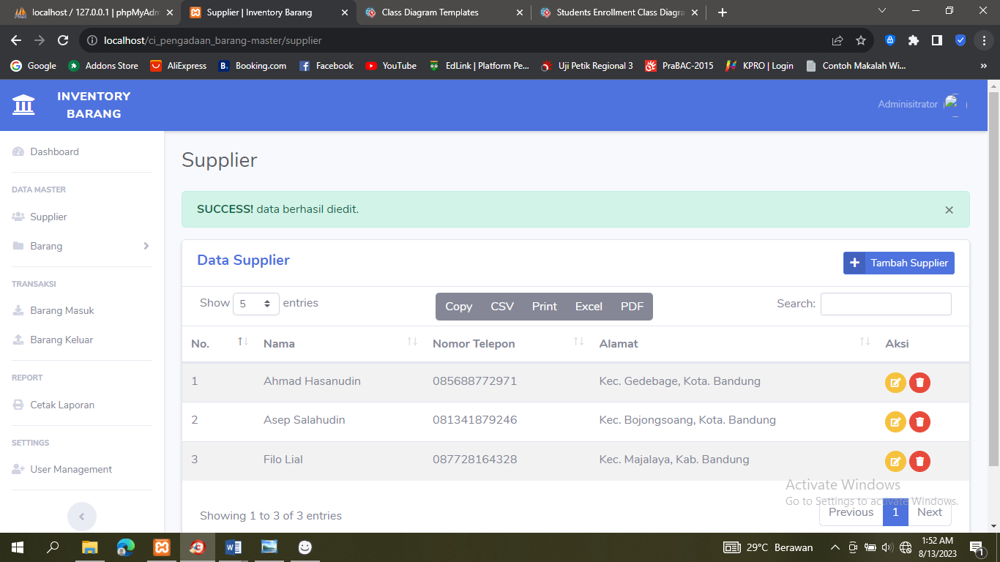 localhost / 127.0.0.1 | phpMyAdm
Supplier | Inventory Barang
Class Diagram Templates
Students Enrollment Class Diagra
localhost/ci_pengadaan_barang-master/supplier
Google
Addons Store
AliExpress
Booking.com
Facebook
YouTube
EdLink | Platform Pe...
Uji Petik Regional 3
PraBAC-2015
KPRO | Login
Contoh Makalah Wi...
»
INVENTORY
BARANG
Adminisitrator
Dashboard
DATA MASTER
Supplier
Barang
TRANSAKSI
Barang Masuk
Barang Keluar
REPORT
Cetak Laporan
SETTINGS
User Management
Supplier
SUCCESS! data berhasil diedit.
×
Data Supplier
+ Tambah Supplier
Show 5 entries
Copy CSV Print Excel PDF
Search:
No. Nama Nomor Telepon Alamat Aksi
1 Ahmad Hasanudin 085688772971 Kec. Gedebage, Kota. Bandung
2 Asep Salahudin 081341879246 Kec. Bojongsoang, Kota. Bandung
3 Filo Lial 087728164328 Kec. Majalaya, Kab. Bandung
Activate Windows
Go to Settings to activate Windows.
Showing 1 to 3 of 3 entries
Previous 1 Next
29°C Berawan
1:52 AM
8/13/2023
1